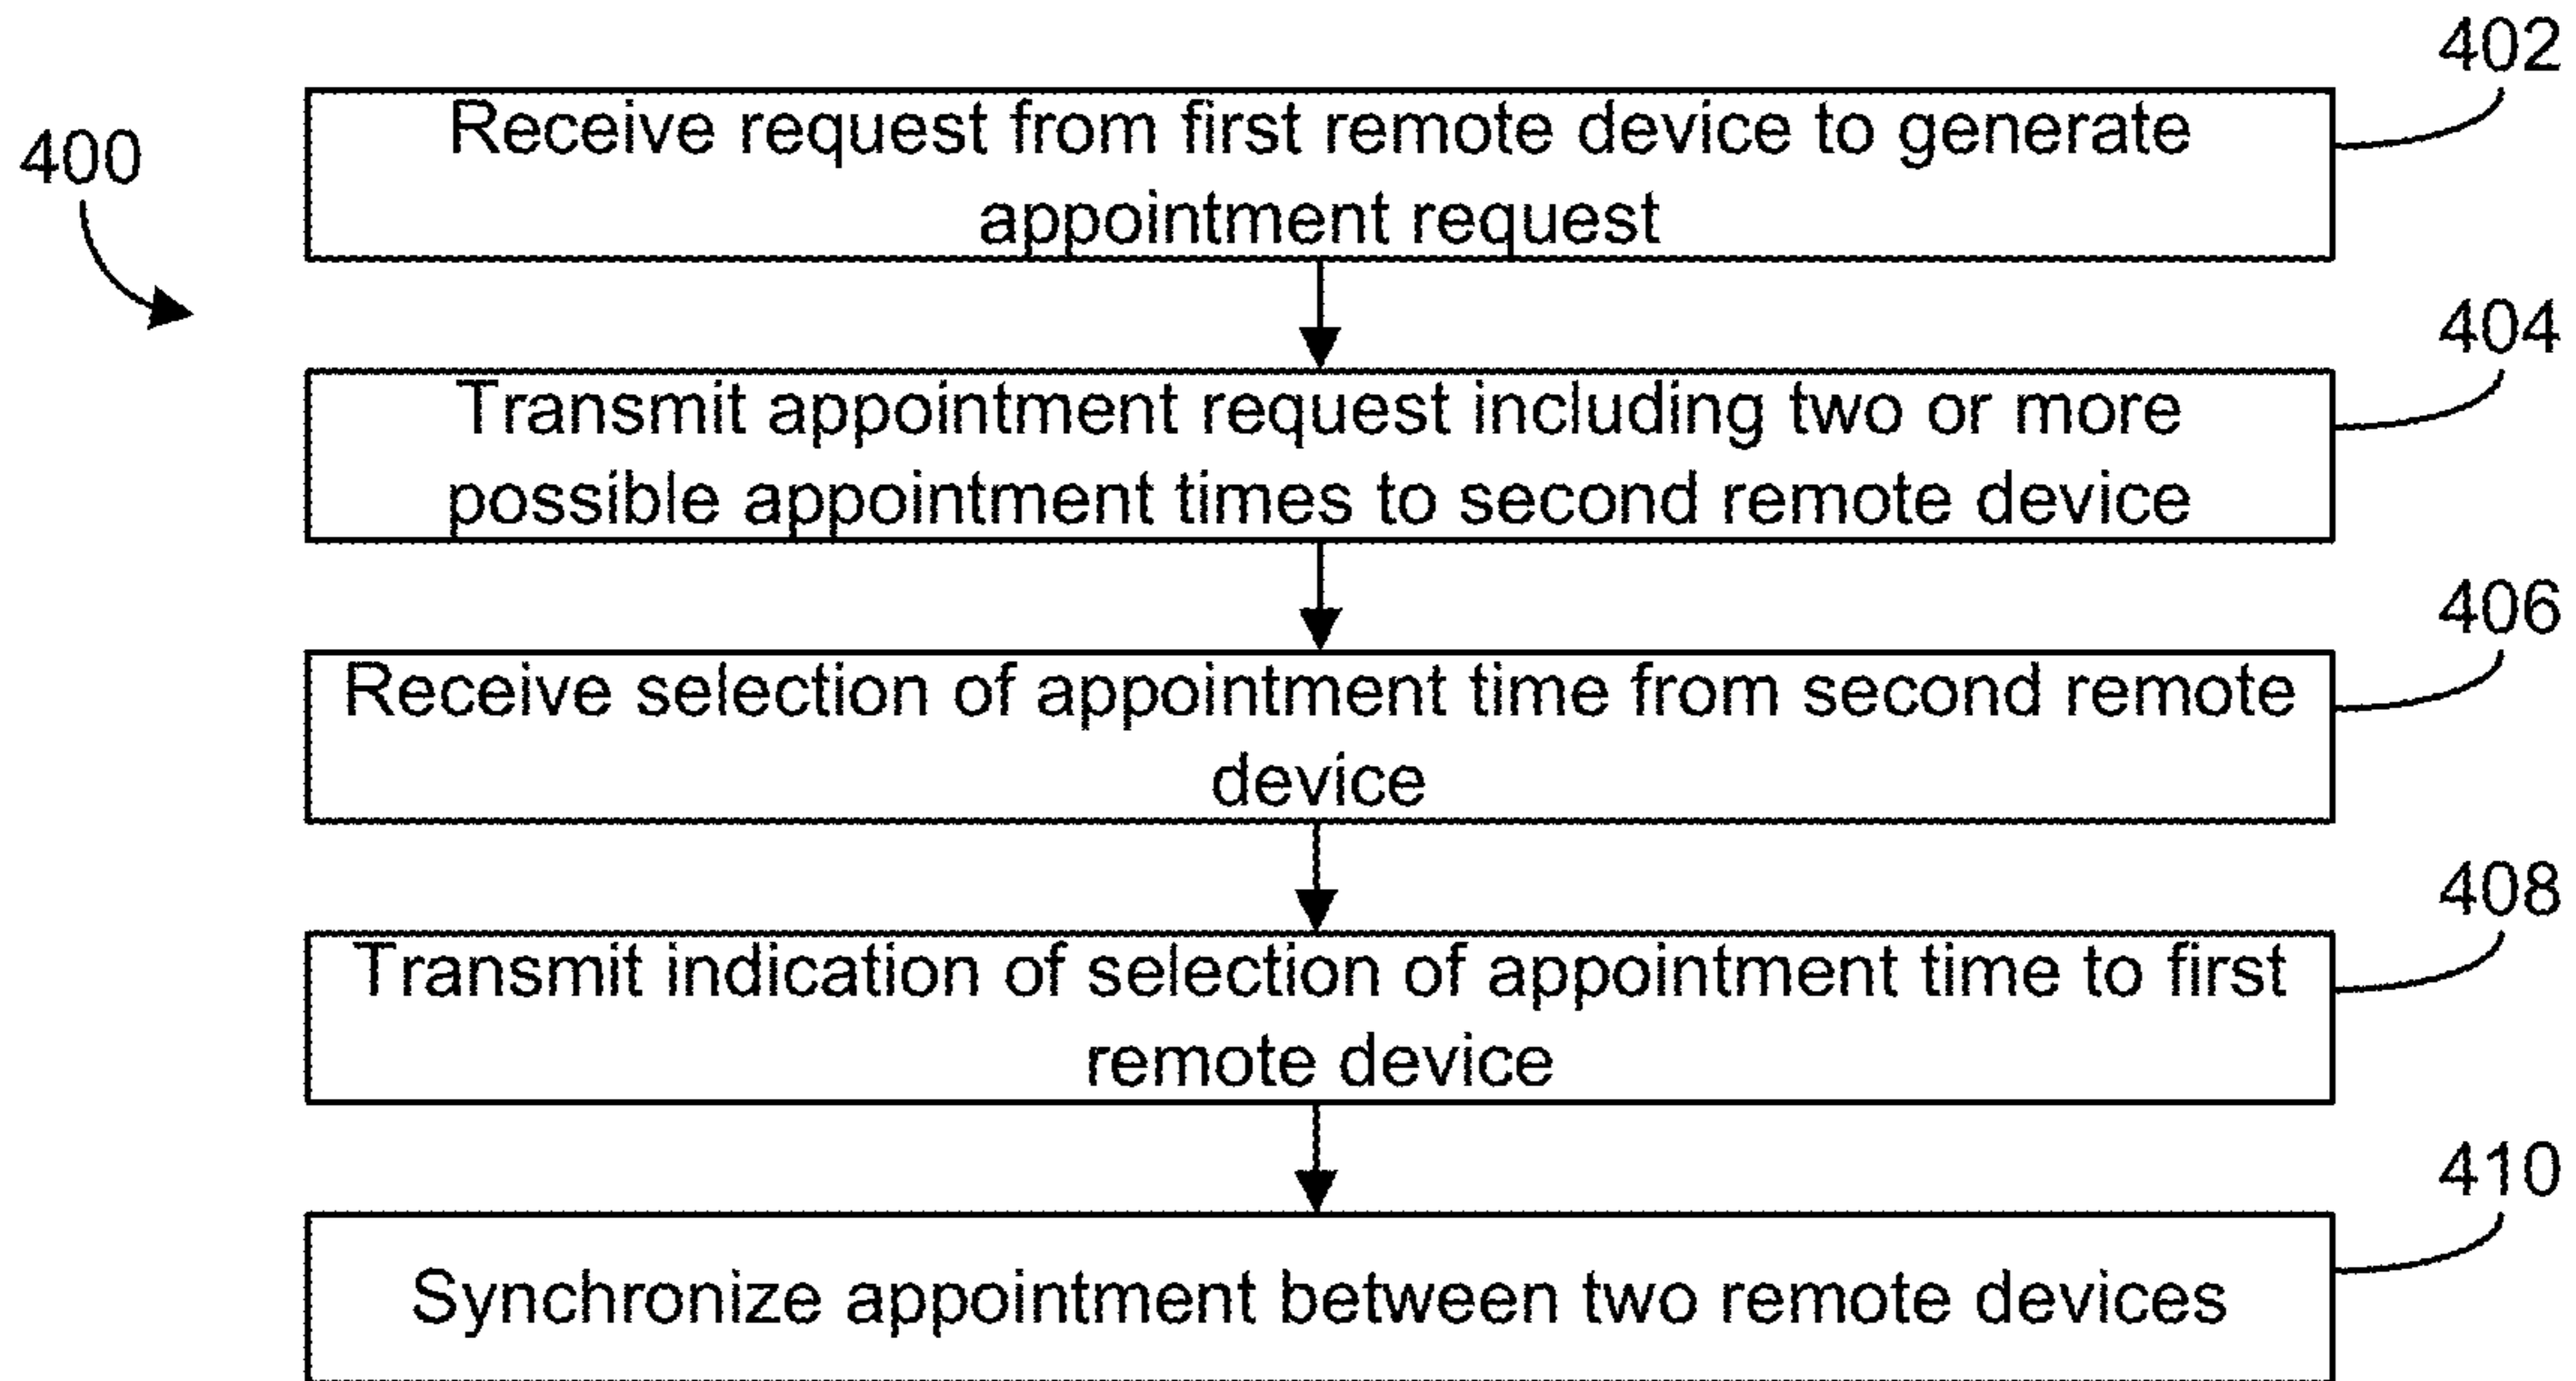 402
Receive request from first remote device to generate
appointment request
400
404
Transmit appointment request including two or more
possible appointment times to second remote device
406
Receive selection of appointment time from second remote
device
408
Transmit indication of selection of appointment time to first
remote device
410
Synchronize appointment between two remote devices